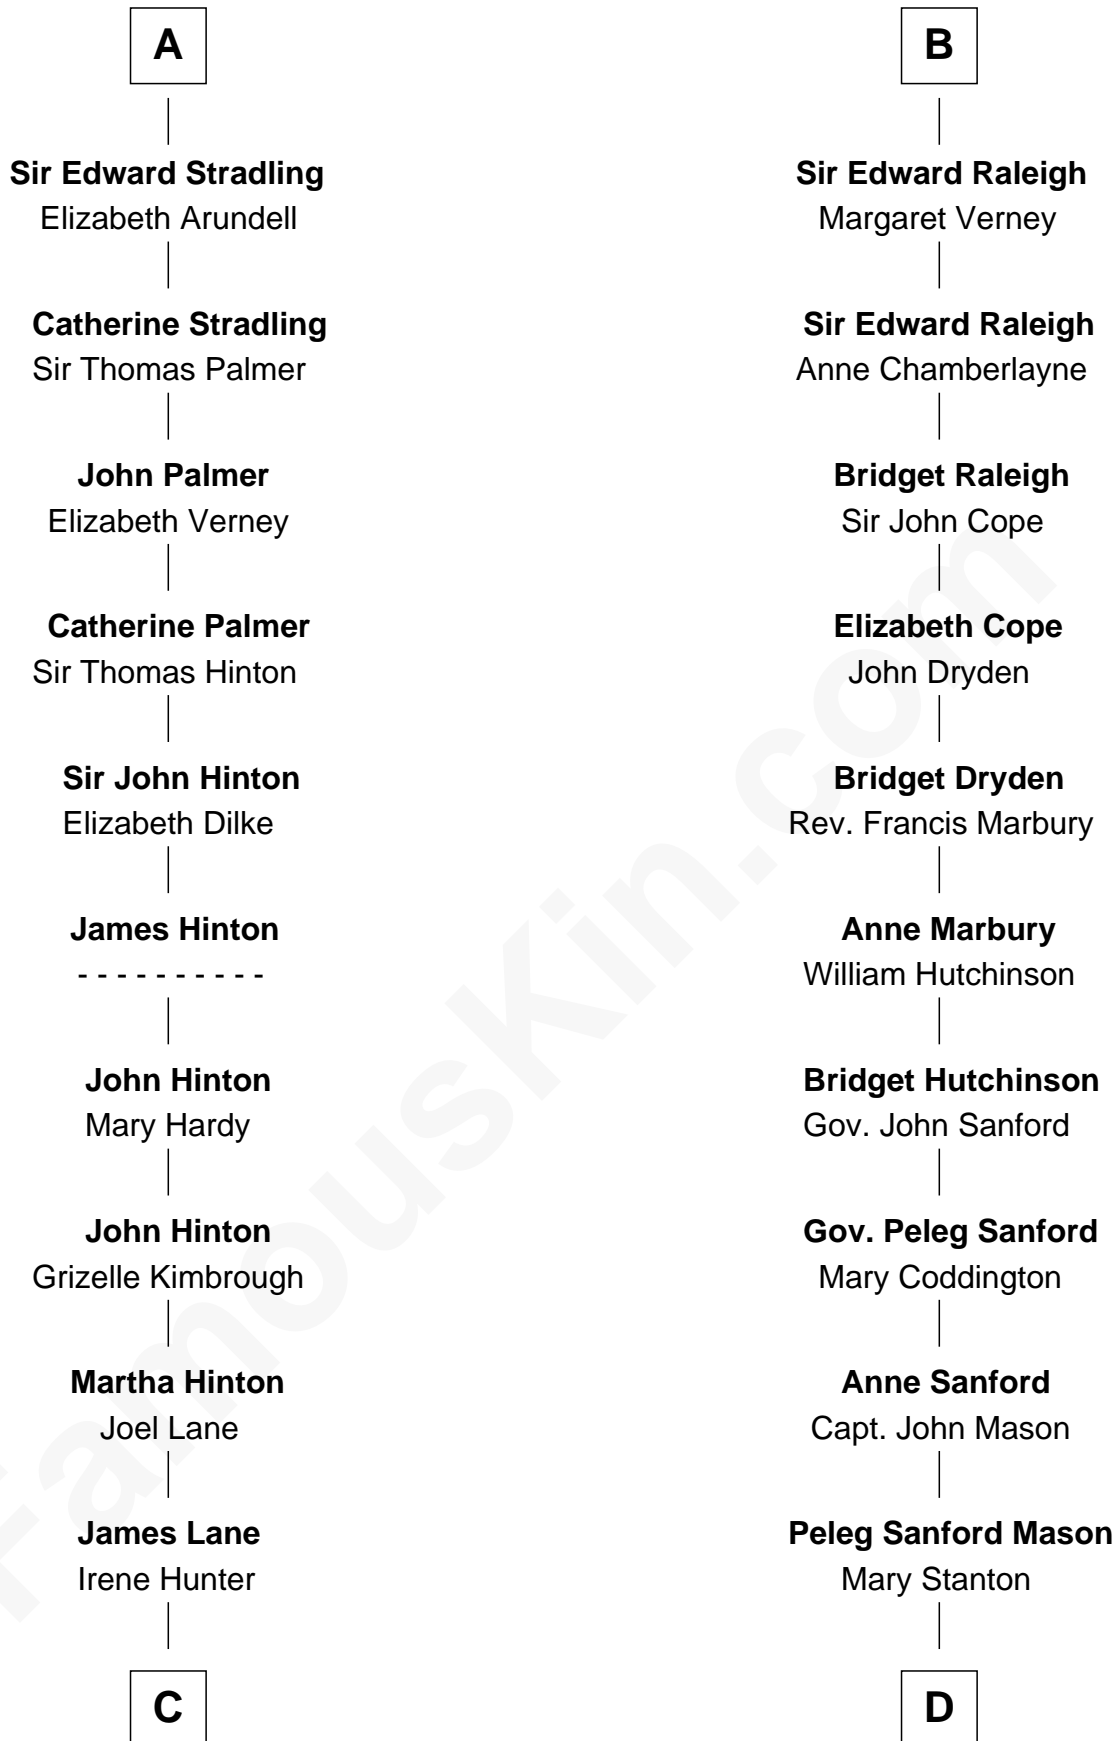 A
Sir Edward Stradling
Elizabeth Arundell
Catherine Stradling
Sir Thomas Palmer
John Palmer
Elizabeth Verney
Catherine Palmer
Sir Thomas Hinton
Sir John Hinton
Elizabeth Dilke
James Hinton
- - - - - - - - - -
John Hinton
Mary Hardy
John Hinton
Grizelle Kimbrough
Martha Hinton
Joel Lane
James Lane
Irene Hunter
C
B
Sir Edward Raleigh
Margaret Verney
Sir Edward Raleigh
Anne Chamberlayne
Bridget Raleigh
Sir John Cope
Elizabeth Cope
John Dryden
Bridget Dryden
Rev. Francis Marbury
Anne Marbury
William Hutchinson
Bridget Hutchinson
Gov. John Sanford
Gov. Peleg Sanford
Mary Coddington
Anne Sanford
Capt. John Mason
Peleg Sanford Mason
Mary Stanton
D
FamousKin.com